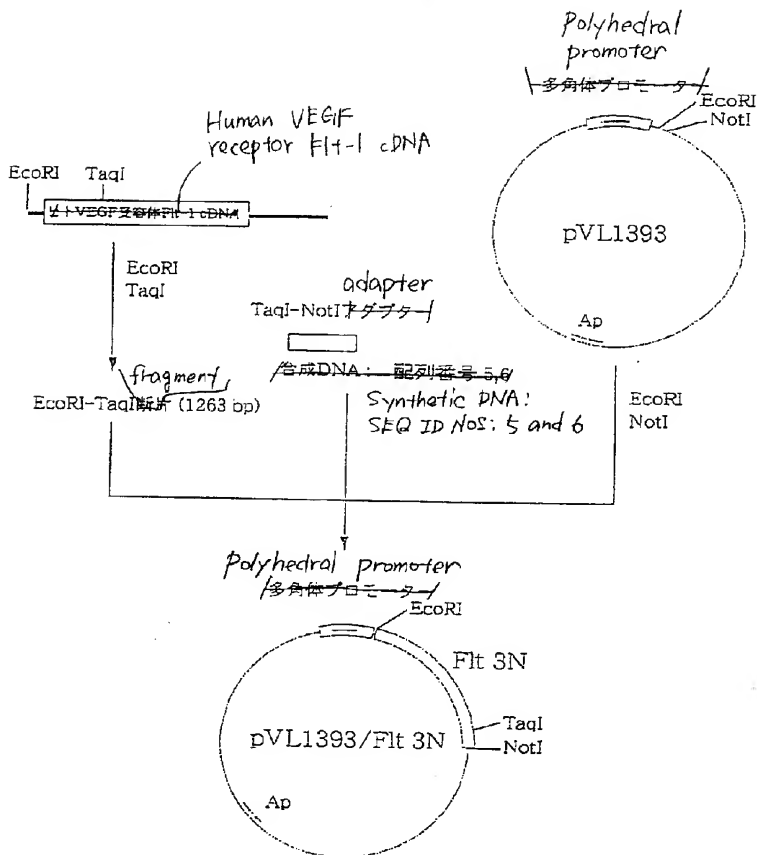 Polyhedral
promoter
多角体プロモーター
EcoRI
NotI
pVL1393
Ap
Human VEGF
receptor Flt-1 cDNA
EcoRI TaqI
ヒトVEGF受容体Flt-1 cDNA
EcoRI
TaqI
adapter
TaqI-NotIアダプター
合成DNA: 配列番号 5,6
Synthetic DNA:
SEQ ID NOS: 5 and 6
fragment
EcoRI-TaqI断片 (1263 bp)
EcoRI
NotI
Polyhedral promoter
多角体プロモーター
EcoRI
Flt 3N
TaqI
NotI
pVL1393/Flt 3N
Ap